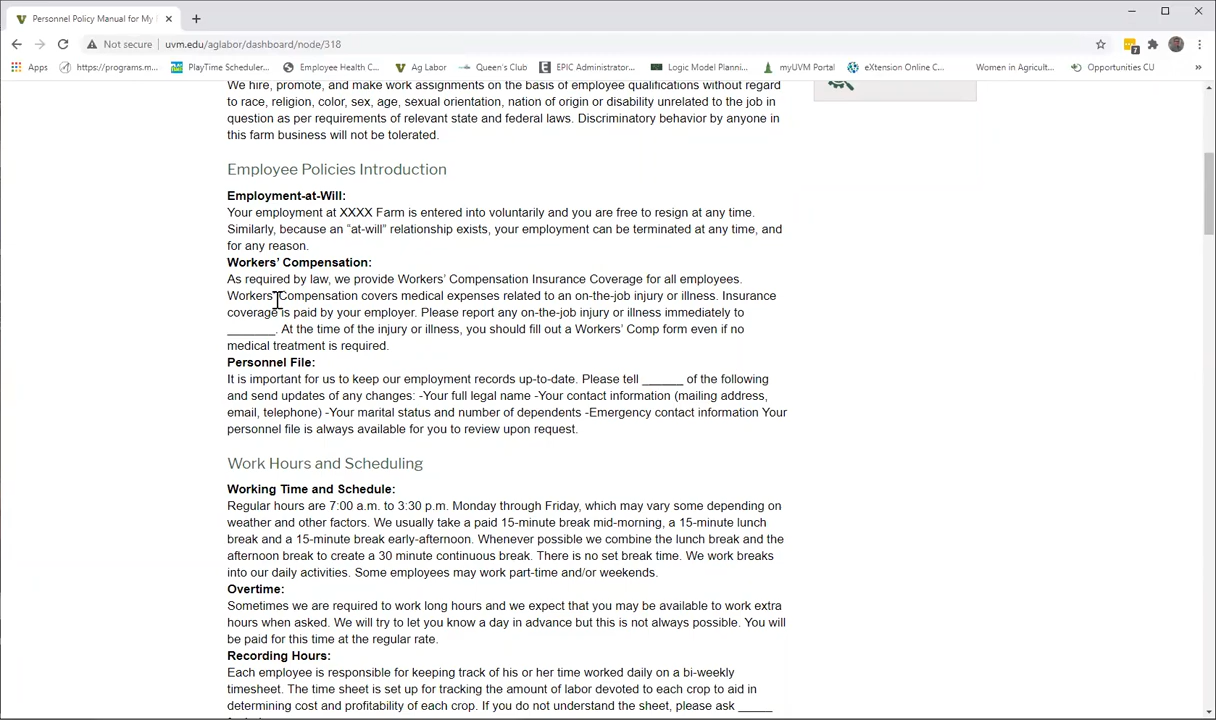 Personnel Policy Manual for My
Not secure
uvm.edu/aglabor/dashboard/node/318
7
Apps
https://programs.m...
PlayTime Scheduler...
Employee Health C...
Ag Labor
Queen's Club
EPIC Administrator...
Logic Model Planni...
myUVM Portal
eXtension Online C...
Women in Agricult...
Opportunities CU
»
We hire, promote, and make work assignments on the basis of employee qualifications without regard
to race, religion, color, sex, age, sexual orientation, nation of origin or disability unrelated to the job in
question as per requirements of relevant state and federal laws. Discriminatory behavior by anyone in
this farm business will not be tolerated.
Employee Policies Introduction
Employment-at-Will:
Your employment at XXXX Farm is entered into voluntarily and you are free to resign at any time.
Similarly, because an “at-will” relationship exists, your employment can be terminated at any time, and
for any reason.
Workers’ Compensation:
As required by law, we provide Workers’ Compensation Insurance Coverage for all employees.
Workers’ Compensation covers medical expenses related to an on-the-job injury or illness. Insurance
coverage is paid by your employer. Please report any on-the-job injury or illness immediately to
_______. At the time of the injury or illness, you should fill out a Workers’ Comp form even if no
medical treatment is required.
Personnel File:
It is important for us to keep our employment records up-to-date. Please tell ______ of the following
and send updates of any changes: -Your full legal name -Your contact information (mailing address,
email, telephone) -Your marital status and number of dependents -Emergency contact information Your
personnel file is always available for you to review upon request.
Work Hours and Scheduling
Working Time and Schedule:
Regular hours are 7:00 a.m. to 3:30 p.m. Monday through Friday, which may vary some depending on
weather and other factors. We usually take a paid 15-minute break mid-morning, a 15-minute lunch
break and a 15-minute break early-afternoon. Whenever possible we combine the lunch break and the
afternoon break to create a 30 minute continuous break. There is no set break time. We work breaks
into our daily activities. Some employees may work part-time and/or weekends.
Overtime:
Sometimes we are required to work long hours and we expect that you may be available to work extra
hours when asked. We will try to let you know a day in advance but this is not always possible. You will
be paid for this time at the regular rate.
Recording Hours:
Each employee is responsible for keeping track of his or her time worked daily on a bi-weekly
timesheet. The time sheet is set up for tracking the amount of labor devoted to each crop to aid in
determining cost and profitability of each crop. If you do not understand the sheet, please ask _____